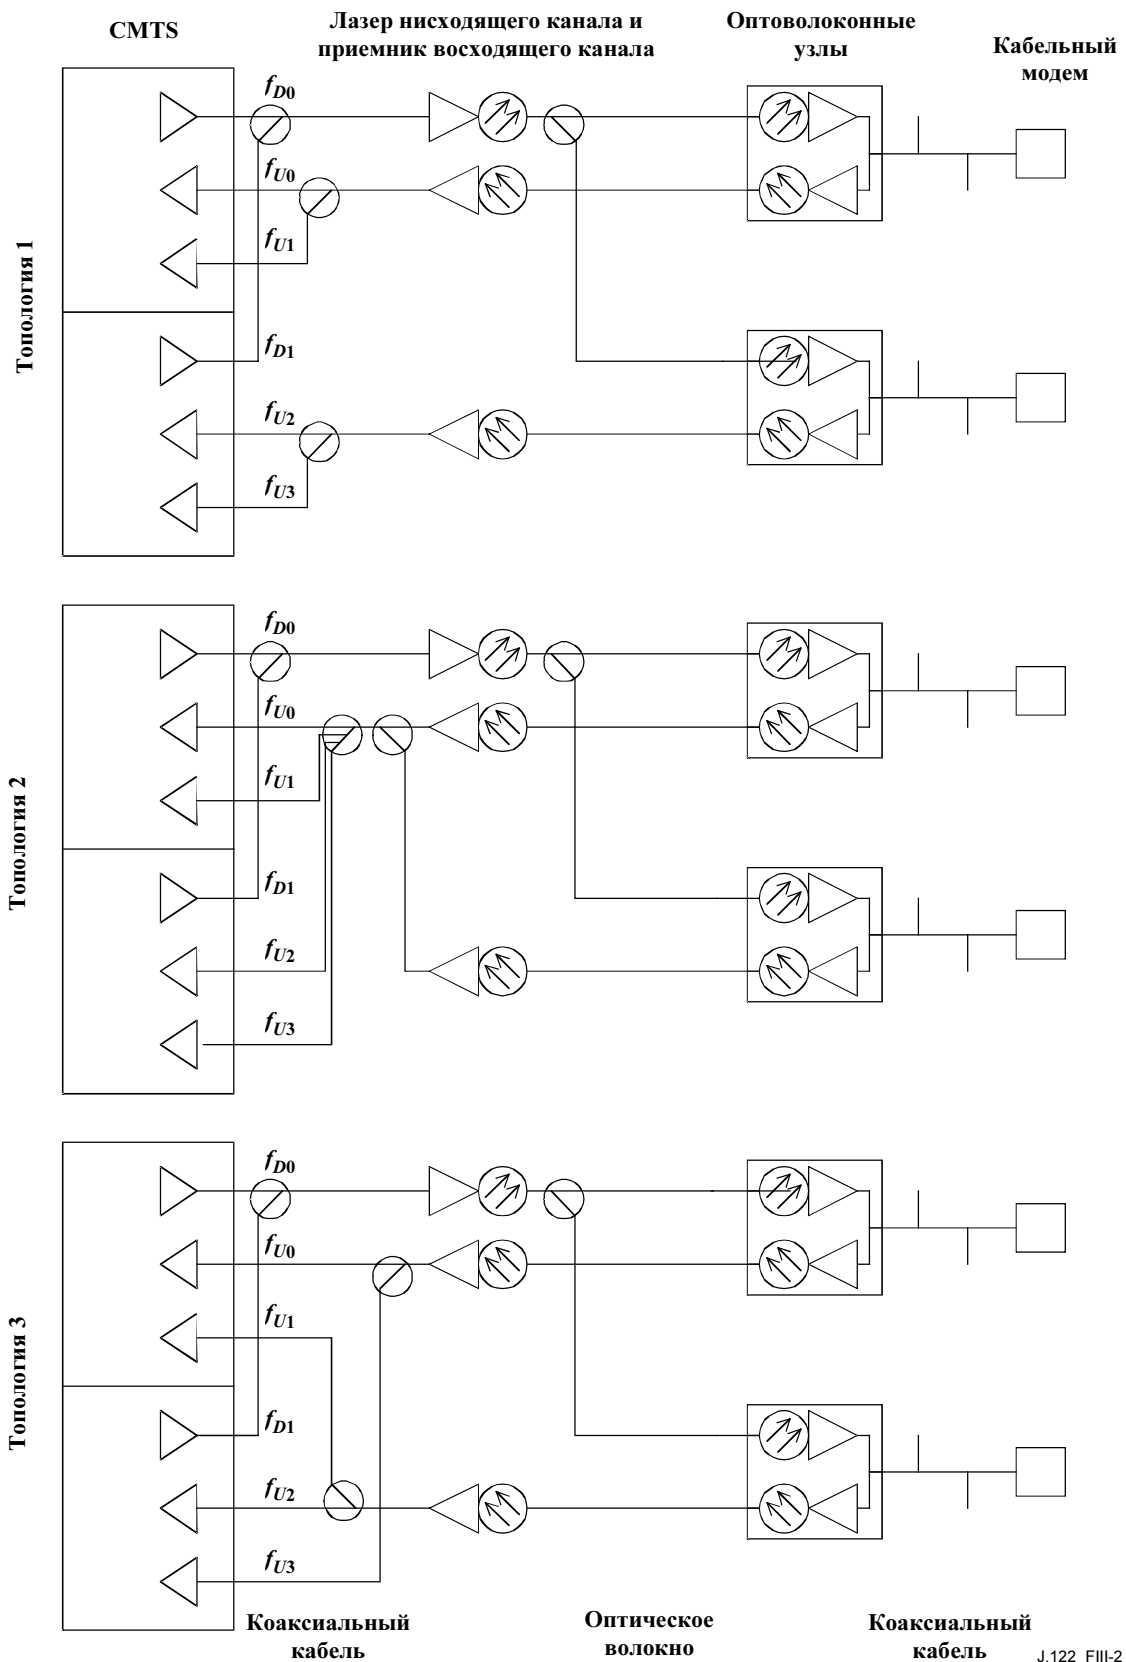 CMTS
Лазер нисходящего канала и
приемник восходящего канала
Оптоволоконные
узлы
Кабельный
модем
Топология 1
fD0
fU0
fU1
fD1
fU2
fU3
Топология 2
fD0
fU0
fU1
fD1
fU2
fU3
Топология 3
fD0
fU0
fU1
fD1
fU2
fU3
Коаксиальный
кабель
Оптическое
волокно
Коаксиальный
кабель
J.122_FIII-2